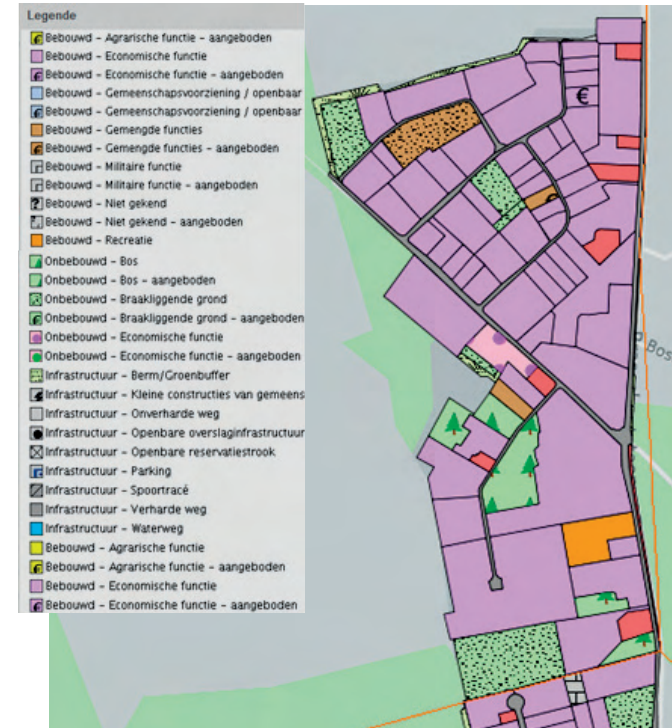 Legende
Bebouwd - Agrarische functie - aangeboden
Bebouwd - Economische functie
Bebouwd - Economische functie - aangeboden
Bebouwd - Gemeenschapsvoorziening / openbaar
Bebouwd - Gemeenschapsvoorziening / openbaar
Bebouwd - Gemengde functies
Bebouwd - Gemengde functies - aangeboden
Bebouwd - Militaire functie
Bebouwd - Militaire functie - aangeboden
Bebouwd - Niet gekend
Bebouwd - Niet gekend - aangeboden
Bebouwd - Recreatie
Onbebouwd - Bos
Onbebouwd - Bos - aangeboden
Onbebouwd - Braakliggende grond
Onbebouwd - Braakliggende grond - aangeboden
Onbebouwd - Economische functie
Onbebouwd - Economische functie - aangeboden
Infrastructuur - Berm/Groenbuffer
Infrastructuur - Kleine constructies van gemeens
Infrastructuur - Onverharde weg
Infrastructuur - Openbare overslaginfrastructuur
Infrastructuur - Openbare reservatiestrook
Infrastructuur - Parking
Infrastructuur - Spoortracé
Infrastructuur - Verharde weg
Infrastructuur - Waterweg
Bebouwd - Agrarische functie
Bebouwd - Agrarische functie - aangeboden
Bebouwd - Economische functie
Bebouwd - Economische functie - aangeboden
€
Bos